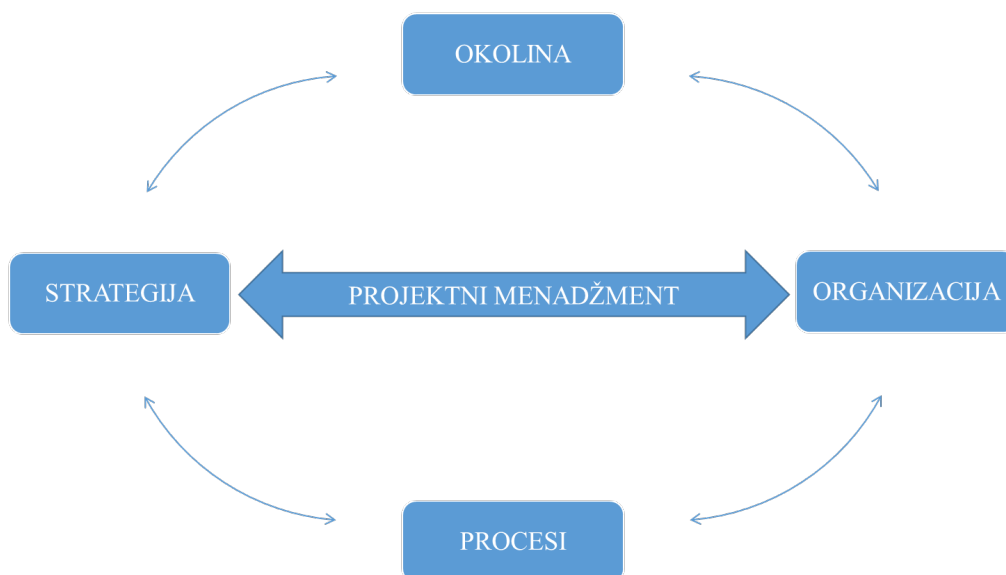 OKOLINA
STRATEGIJA
PROJEKTNI MENADŽMENT
ORGANIZACIJA
PROCESI